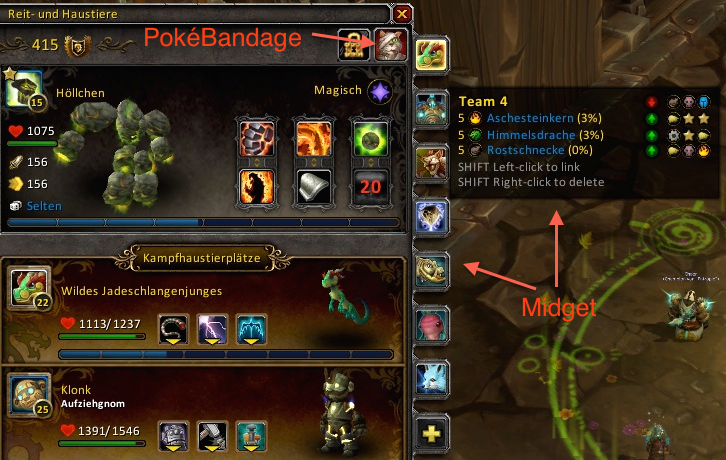 Reit- und Haustiere
415
PokéBandage
15
Höllchen
Magisch
1075
156
156
Selten
20
Kampfhaustierplätze
22
Wildes Jadeschlangenjunges
1113/1237
25
Klonk
Aufziehgnom
1391/1546
Team 4
5 Aschesteinkern (3%)
5 Himmelsdrache (3%)
5 Rostschnecke (0%)
SHIFT Left-click to link
SHIFT Right-click to delete
Midget